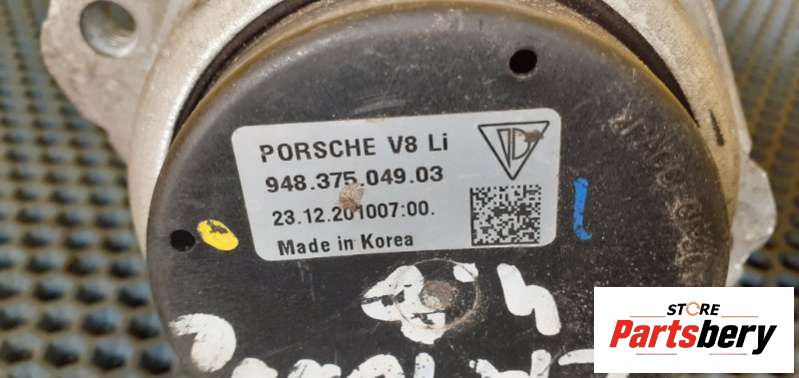 PORSCHE V8 Li
948.375.049.03
23.12.201007:00.
Made in Korea
STORE
Partsbery